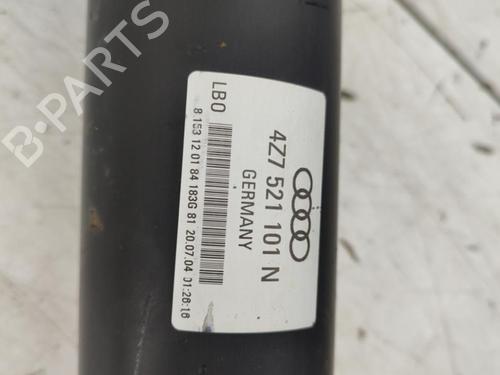 4Z7 521 101 N
GERMANY
LBO
8 153 12 01 84 183G 81 20.07.04 01:26:16
B-PARTS